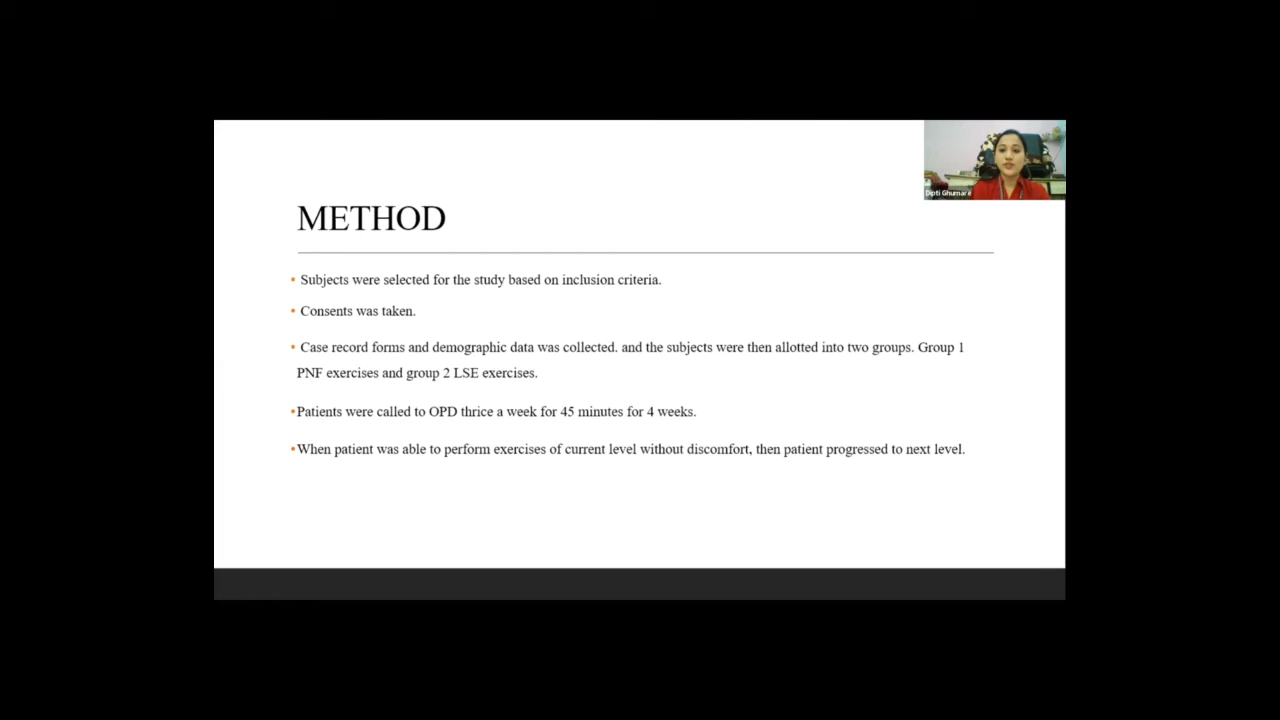 Dipti Ghumare
METHOD
• Subjects were selected for the study based on inclusion criteria.
• Consents was taken.
• Case record forms and demographic data was collected. and the subjects were then allotted into two groups. Group 1
PNF exercises and group 2 LSE exercises.
•Patients were called to OPD thrice a week for 45 minutes for 4 weeks.
•When patient was able to perform exercises of current level without discomfort, then patient progressed to next level.